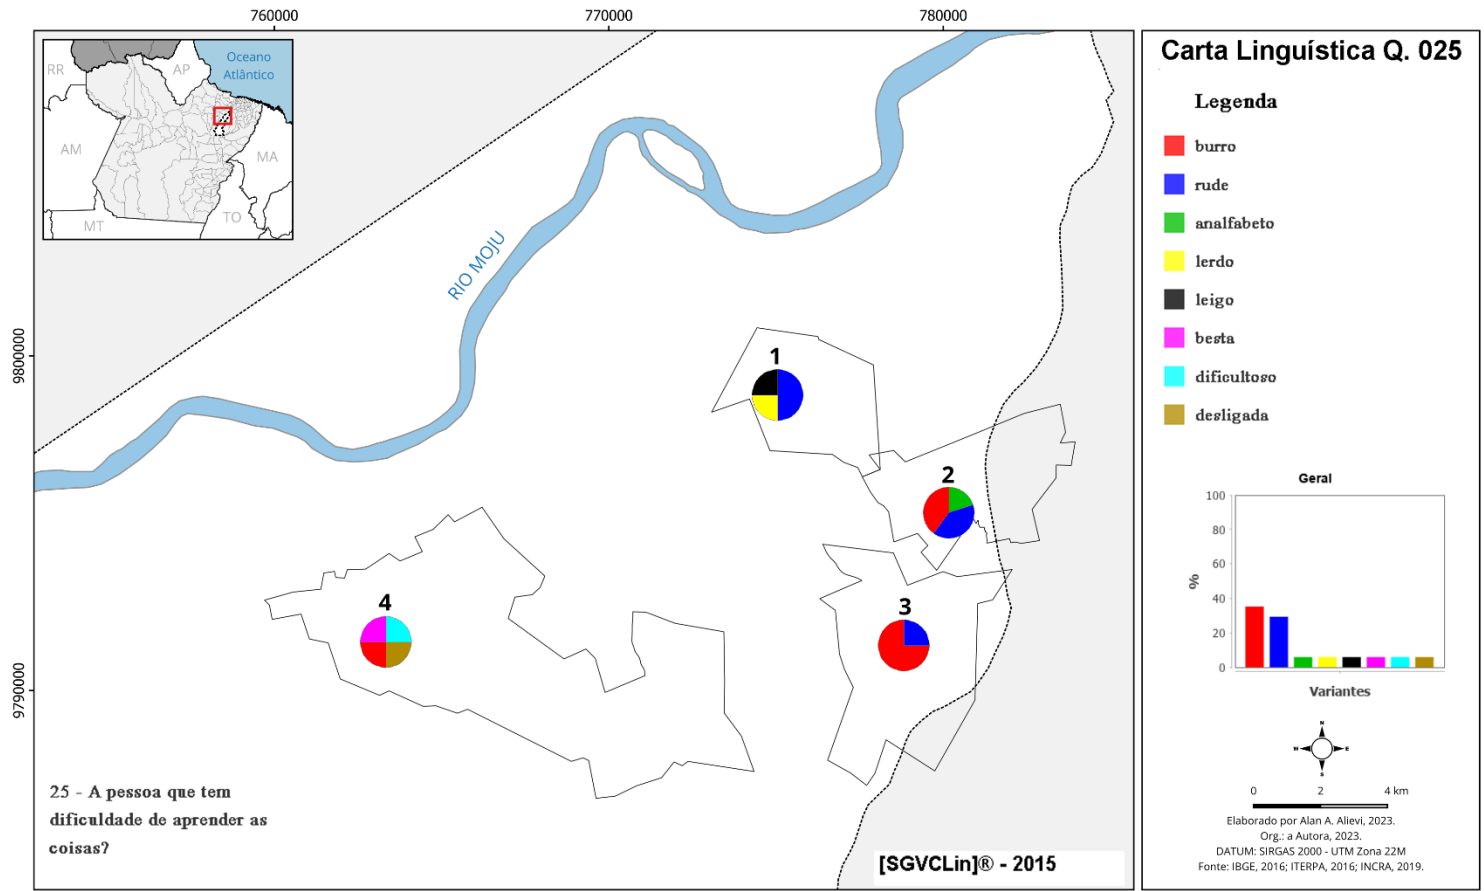 760000
770000
780000
Oceano
Atlântico
RR
AP
AM
MA
MT
TO
9800000
9790000
RIO MOJU
1
2
3
4
25 - A pessoa que tem
dificuldade de aprender as
coisas?
[SGVCLin]® - 2015
Carta Linguística Q. 025
Legenda
burro
rude
analfabeto
lerdo
leigo
besta
dificultoso
desligada
Geral
100
80
60
40
20
0
%
Variantes
N
W
E
S
0 2 4 km
Elaborado por Alan A. Alievi, 2023.
Org.: a Autora, 2023.
DATUM: SIRGAS 2000 - UTM Zona 22M
Fonte: IBGE, 2016; ITERPA, 2016; INCRA, 2019.